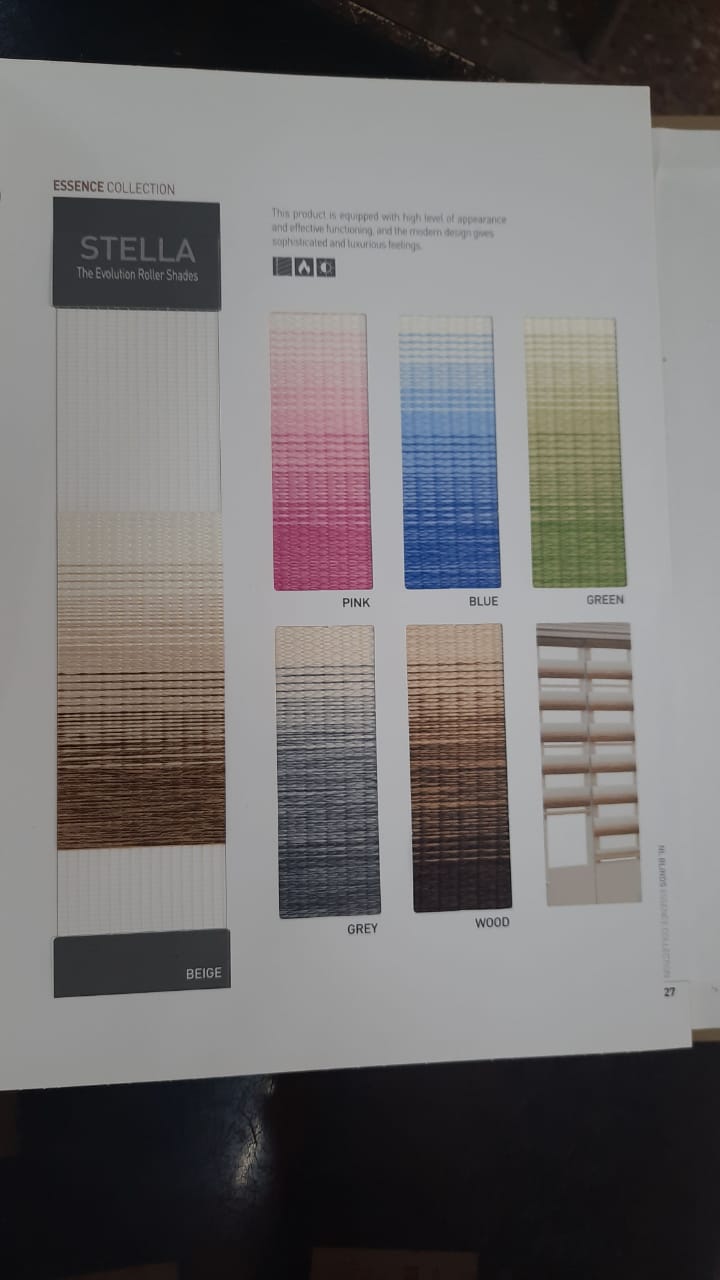 ESSENCE COLLECTION
STELLA
The Evolution Roller Shades
This product is equipped with high level of appearance
and effective functioning, and the modern design gives
sophisticated and luxurious feelings.
PINK
BLUE
GREEN
GREY
WOOD
BEIGE
NL BLINDS ESSENCE COLLECTION
27